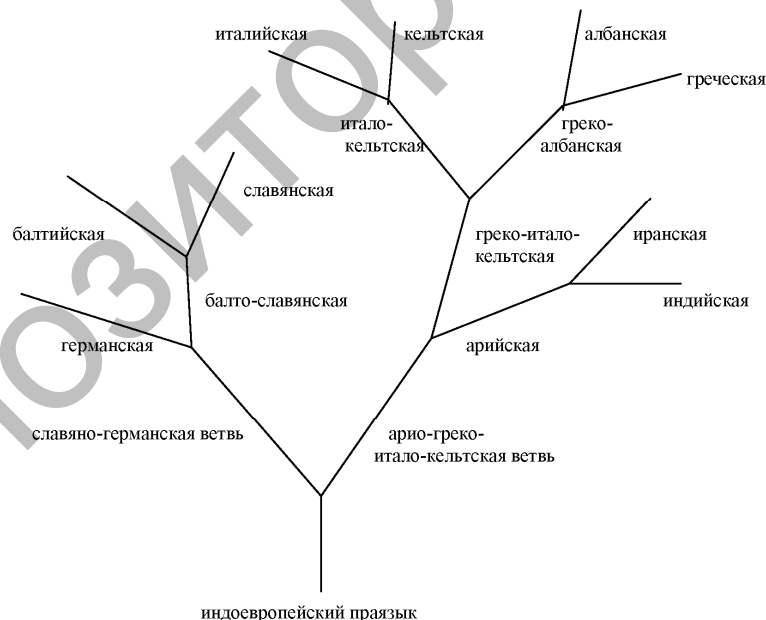 италийская
кельтская
албанская
греческая
итало-
кельтская
греко-
албанская
славянская
балтийская
греко-итало-
кельтская
иранская
индийская
балто-славянская
германская
арийская
славяно-германская ветвь
арио-греко-
итало-кельтская ветвь
индоевропейский праязык
позитор